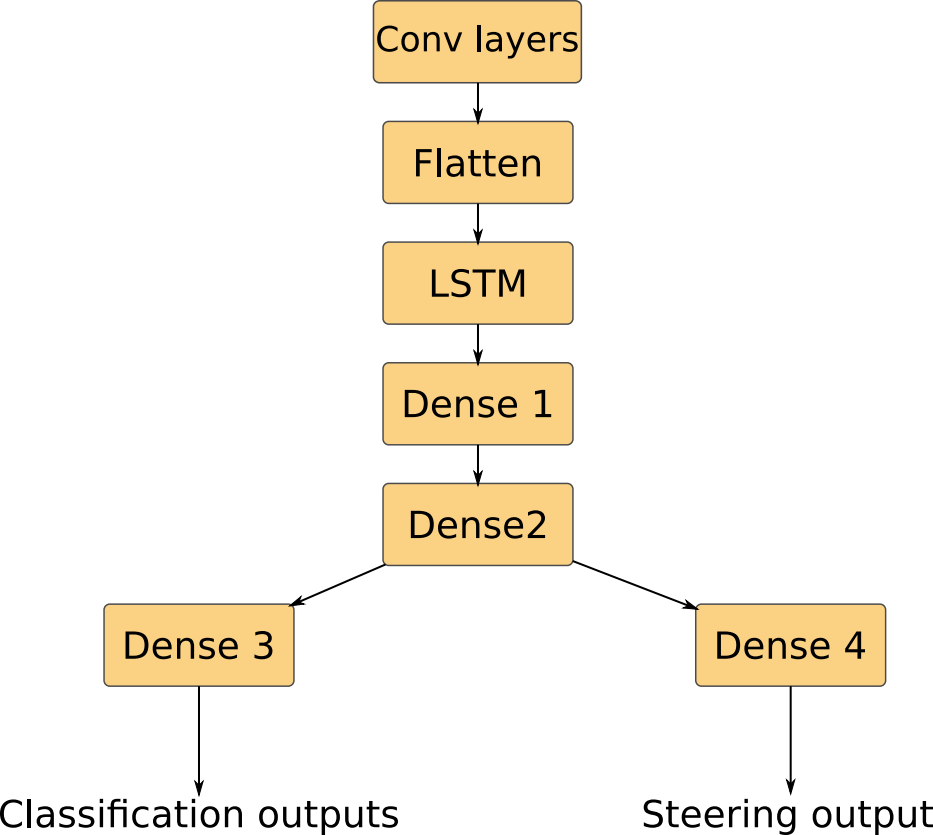 Conv layers
Flatten
LSTM
Dense 1
Dense2
Dense 3
Dense 4
Classification outputs
Steering output